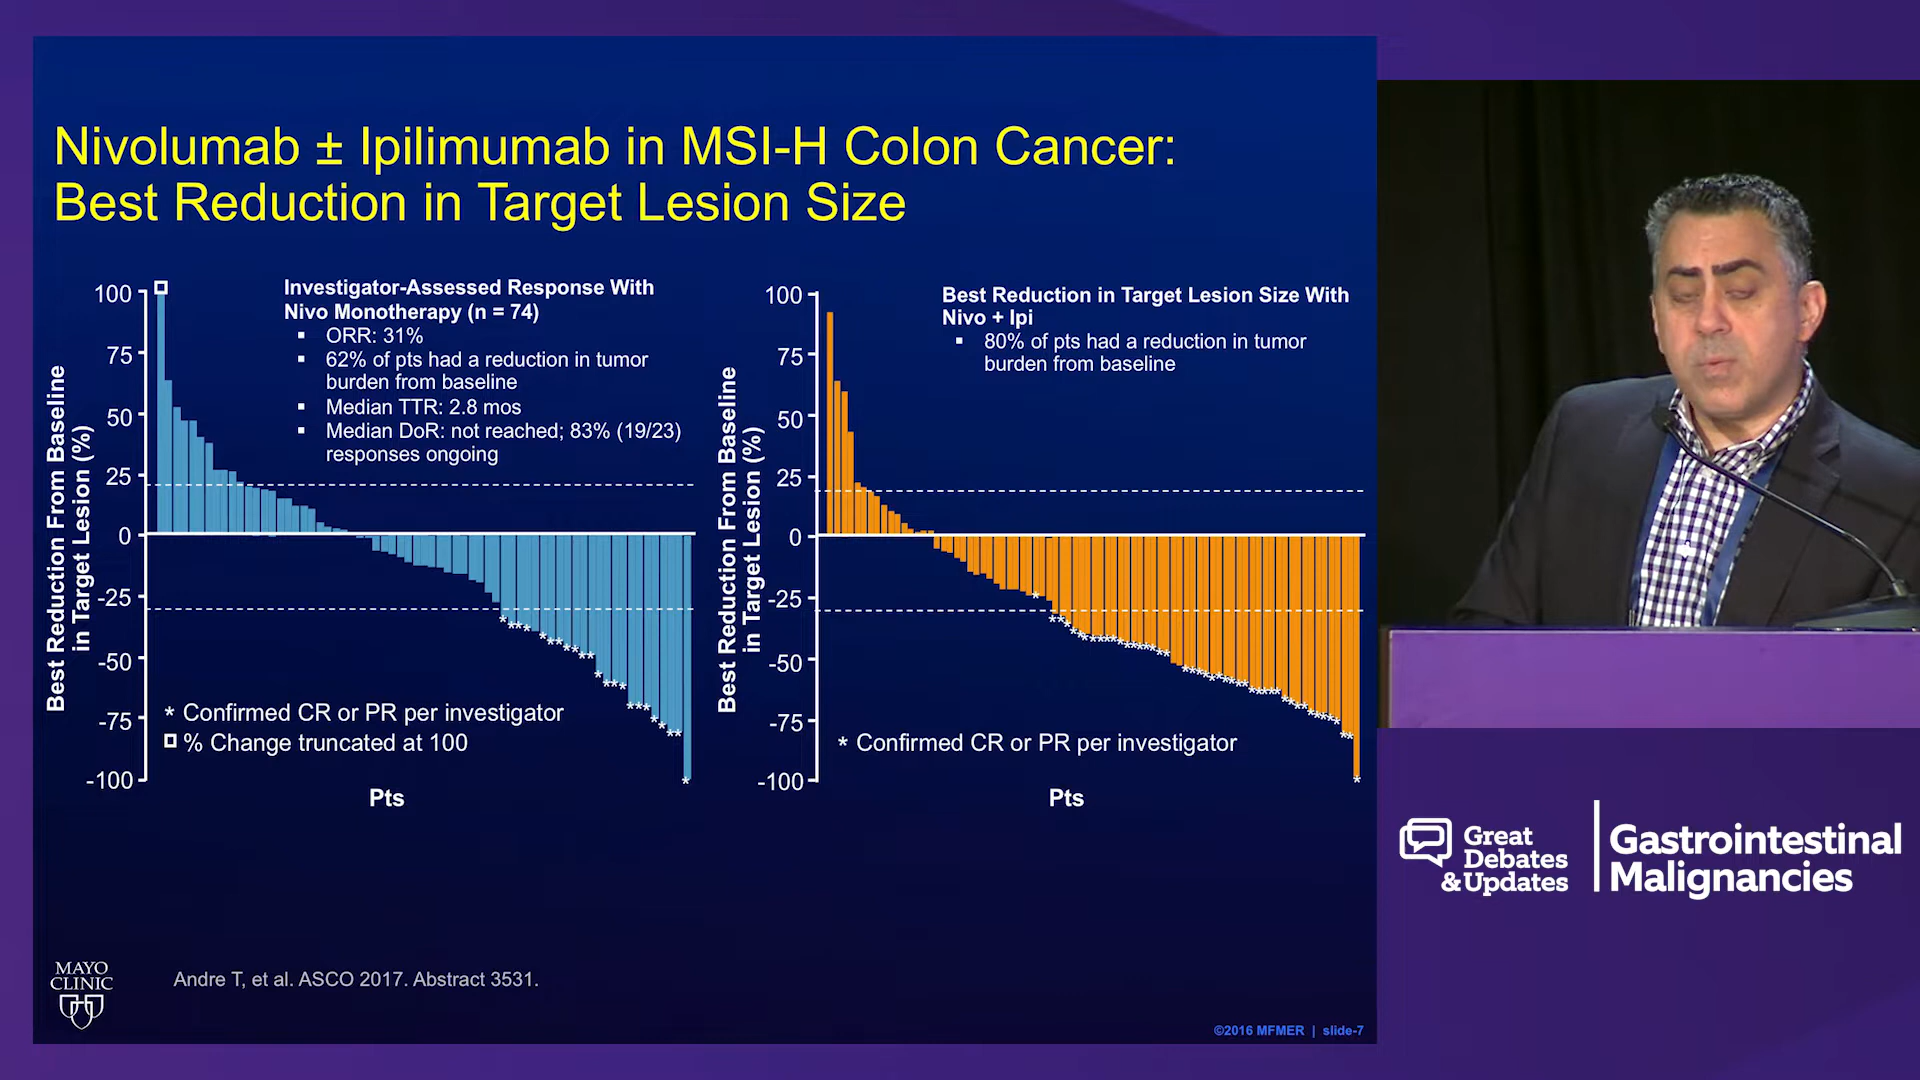 Nivolumab ± Ipilimumab in MSI-H Colon Cancer:
Best Reduction in Target Lesion Size
Best Reduction From Baseline
in Target Lesion (%)
100
75
50
25
0
-25
-50
-75
-100
Investigator-Assessed Response With
Nivo Monotherapy (n = 74)
▪ ORR: 31%
▪ 62% of pts had a reduction in tumor
burden from baseline
▪ Median TTR: 2.8 mos
▪ Median DoR: not reached; 83% (19/23)
responses ongoing
* Confirmed CR or PR per investigator
% Change truncated at 100
Pts
Best Reduction From Baseline
in Target Lesion (%)
100
75
50
25
0
-25
-50
-75
-100
Best Reduction in Target Lesion Size With
Nivo + Ipi
▪ 80% of pts had a reduction in tumor
burden from baseline
* Confirmed CR or PR per investigator
Pts
MAYO
CLINIC
Andre T, et al. ASCO 2017. Abstract 3531.
©2016 MFMER | slide-7
Great
Debates
&Updates
Gastrointestinal
Malignancies